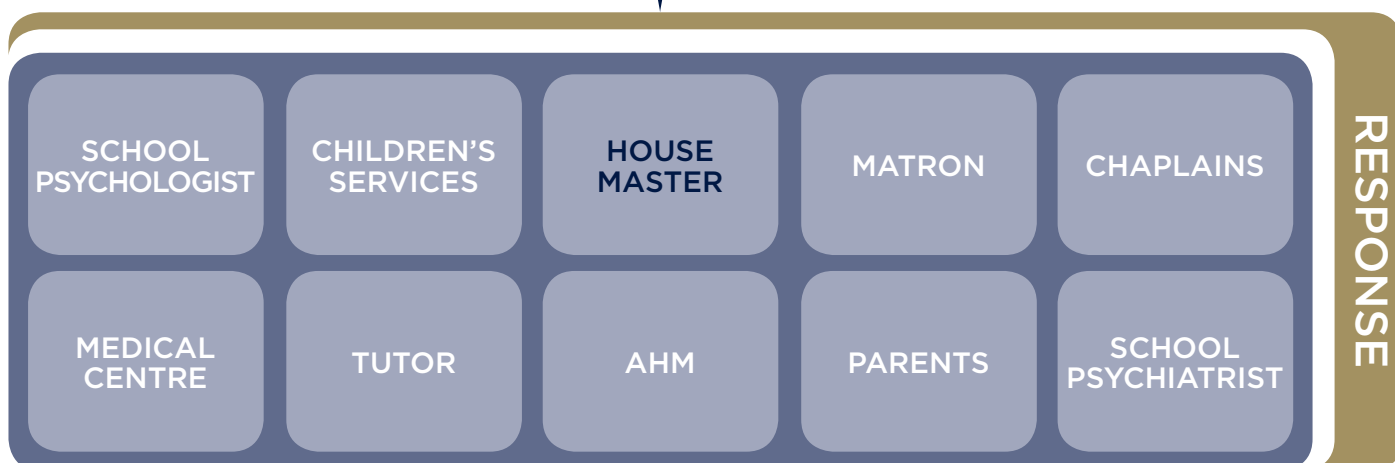 SCHOOL
PSYCHOLOGIST
CHILDREN’S
SERVICES
HOUSE
MASTER
MATRON
CHAPLAINS
MEDICAL
CENTRE
TUTOR
AHM
PARENTS
SCHOOL
PSYCHIATRIST
RESPONSE